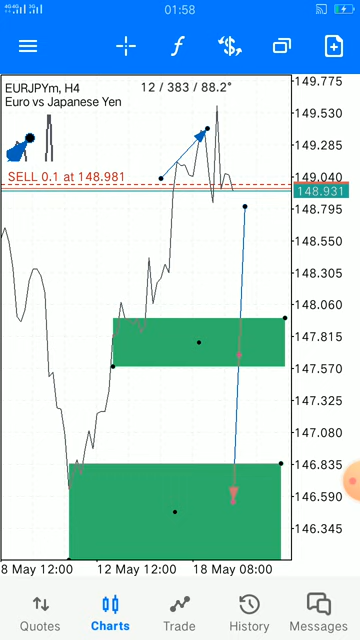 01:58
EURJPYm, H4
12 / 383 / 88.2°
Euro vs Japanese Yen
SELL 0.1 at 148.981
149.775
149.530
149.285
149.040
148.931
148.795
148.550
148.305
148.060
147.815
147.570
147.325
147.080
146.835
146.590
146.345
8 May 12:00
12 May 12:00
18 May 08:00
Quotes
Charts
Trade
History
Messages